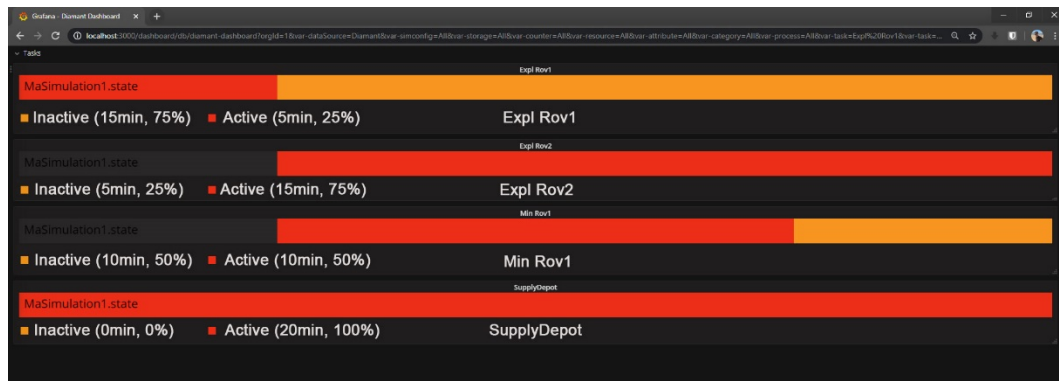 Grafana - Diamant Dashboard
localhost:3000/dashboard/db/diamant-dashboard?orgId=1&var-dataSource=Diamant&var-simconfig=All&var-storage=All&var-counter=All&var-resource=All&var-attribute=All&var-category=All&var-process=All&var-task=Expl%20Rov1&var-task=...
Tasks
Expl Rov1
MaSimulation1.state
Inactive (15min, 75%) Active (5min, 25%) Expl Rov1
Expl Rov2
MaSimulation1.state
Inactive (5min, 25%) Active (15min, 75%) Expl Rov2
Min Rov1
MaSimulation1.state
Inactive (10min, 50%) Active (10min, 50%) Min Rov1
SupplyDepot
MaSimulation1.state
Inactive (0min, 0%) Active (20min, 100%) SupplyDepot